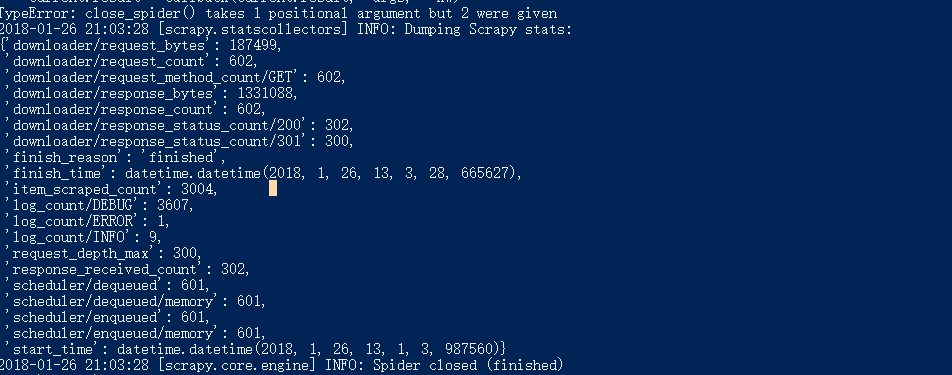 TypeError: close_spider() takes 1 positional argument but 2 were given
2018-01-26 21:03:28 [scrapy.statscollectors] INFO: Dumping Scrapy stats:
{'downloader/request_bytes': 187499,
'downloader/request_count': 602,
'downloader/request_method_count/GET': 602,
'downloader/response_bytes': 1331088,
'downloader/response_count': 602,
'downloader/response_status_count/200': 302,
'downloader/response_status_count/301': 300,
'finish_reason': 'finished',
'finish_time': datetime.datetime(2018, 1, 26, 13, 3, 28, 665627),
'item_scraped_count': 3004,
'log_count/DEBUG': 3607,
'log_count/ERROR': 1,
'log_count/INFO': 9,
'request_depth_max': 300,
'response_received_count': 302,
'scheduler/dequeued': 601,
'scheduler/dequeued/memory': 601,
'scheduler/enqueued': 601,
'scheduler/enqueued/memory': 601,
'start_time': datetime.datetime(2018, 1, 26, 13, 1, 3, 987560)}
2018-01-26 21:03:28 [scrapy.core.engine] INFO: Spider closed (finished)